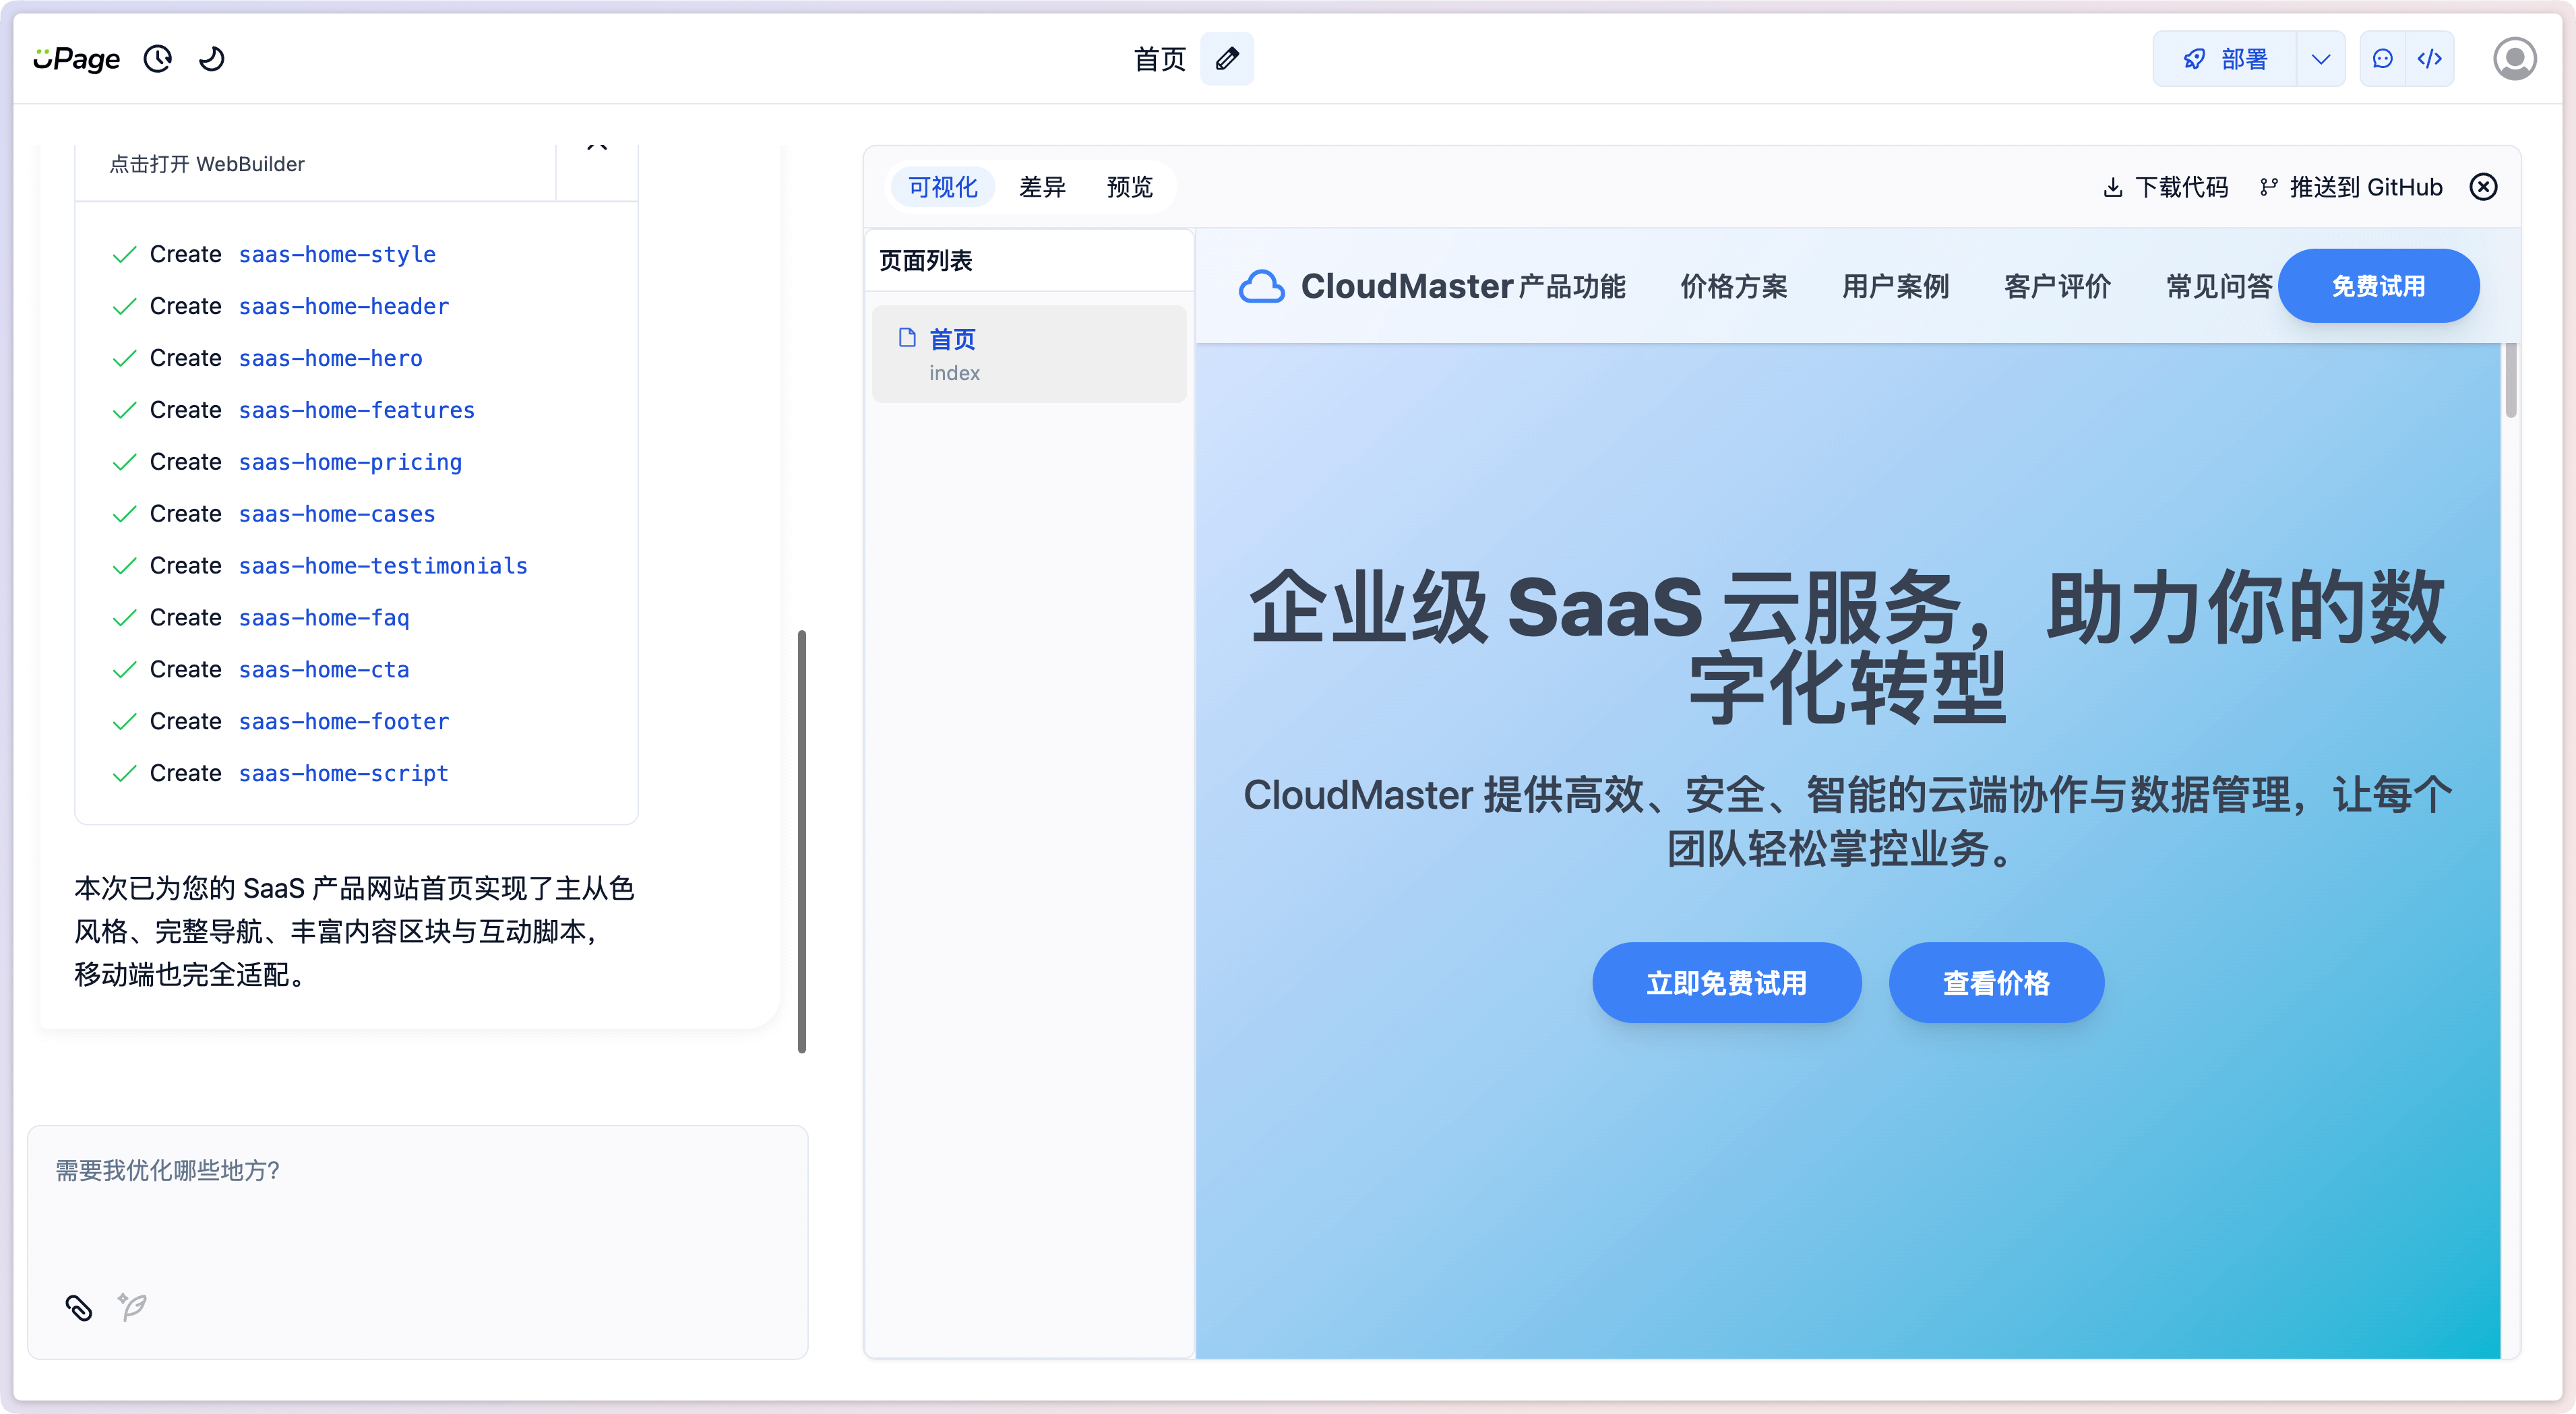 uPage
首页
部署
点击打开 WebBuilder
Create saas-home-style
Create saas-home-header
Create saas-home-hero
Create saas-home-features
Create saas-home-pricing
Create saas-home-cases
Create saas-home-testimonials
Create saas-home-faq
Create saas-home-cta
Create saas-home-footer
Create saas-home-script
本次已为您的 SaaS 产品网站首页实现了主从色
风格、完整导航、丰富内容区块与互动脚本，
移动端也完全适配。
需要我优化哪些地方?
可视化 差异 预览
下载代码 推送到 GitHub
页面列表
首页
index
CloudMaster 产品功能 价格方案 用户案例 客户评价 常见问答 免费试用
企业级 SaaS 云服务，助力你的数
字化转型
CloudMaster 提供高效、安全、智能的云端协作与数据管理，让每个
团队轻松掌控业务。
立即免费试用 查看价格